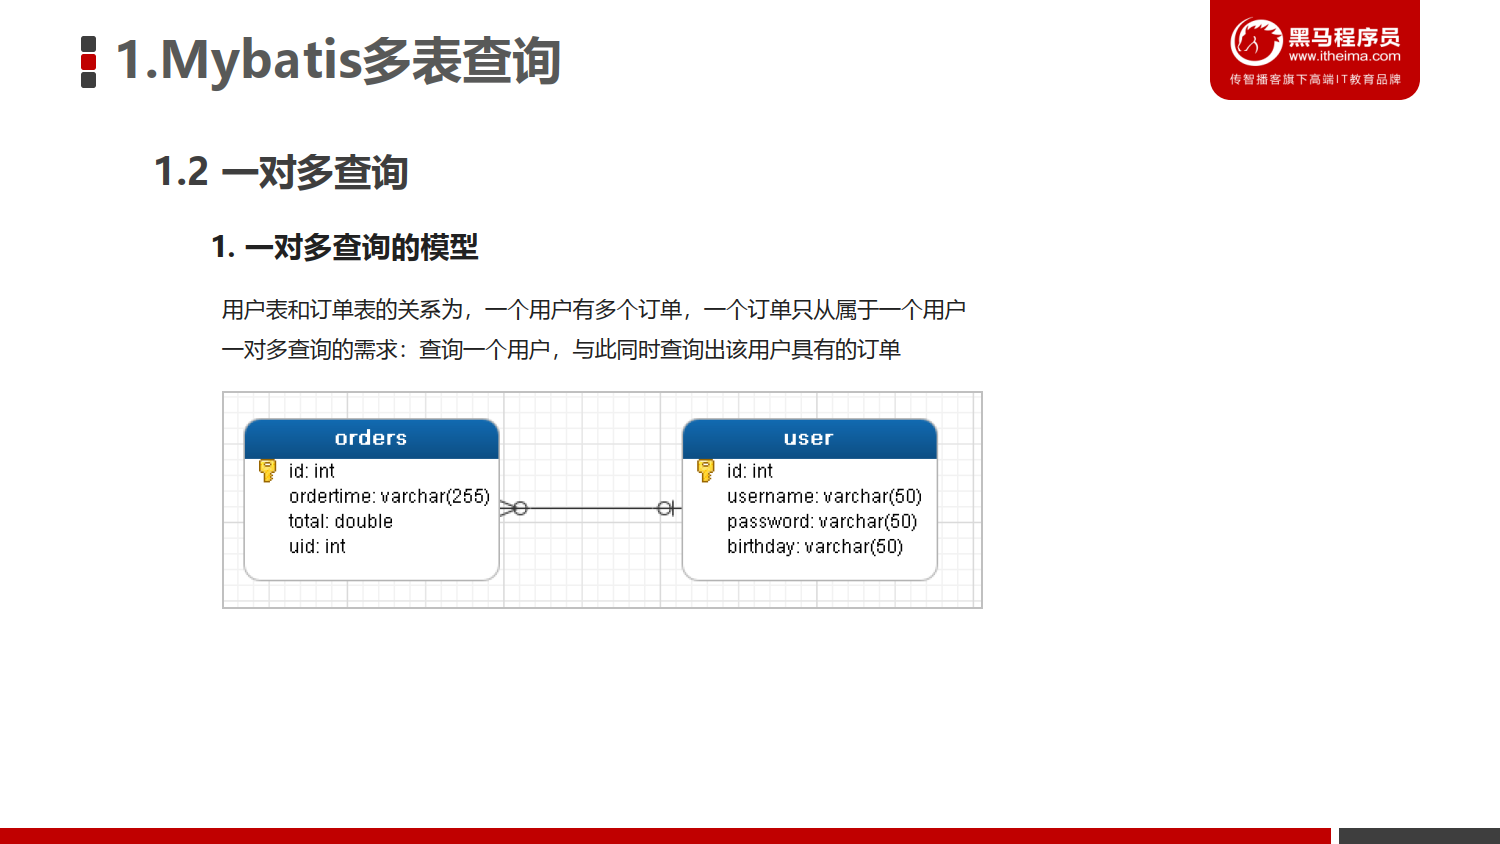 1.Mybatis多表查询
黑马程序员
www.itheima.com
传智播客旗下高端IT教育品牌
1.2 一对多查询
1. 一对多查询的模型
用户表和订单表的关系为，一个用户有多个订单，一个订单只从属于一个用户
一对多查询的需求：查询一个用户，与此同时查询出该用户具有的订单
orders
id: int
ordertime: varchar(255)
total: double
uid: int
user
id: int
username: varchar(50)
password: varchar(50)
birthday: varchar(50)